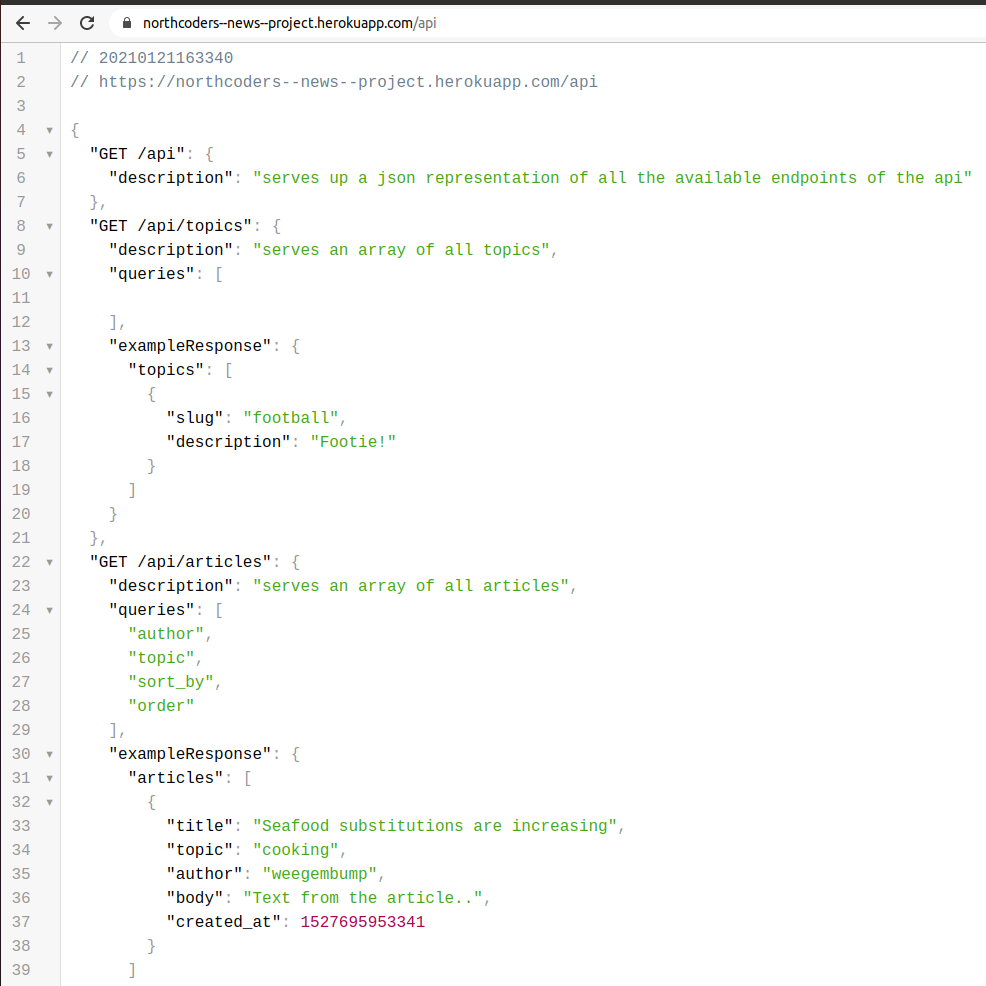 northcoders--news--project.herokuapp.com/api
1 // 20210121163340
2 // https://northcoders--news--project.herokuapp.com/api
3
4 {
5   "GET /api": {
6     "description": "serves up a json representation of all the available endpoints of the api"
7   },
8   "GET /api/topics": {
9     "description": "serves an array of all topics",
10     "queries": [
11
12     ],
13     "exampleResponse": {
14       "topics": [
15         {
16           "slug": "football",
17           "description": "Footie!"
18         }
19       ]
20     }
21   },
22   "GET /api/articles": {
23     "description": "serves an array of all articles",
24     "queries": [
25       "author",
26       "topic",
27       "sort_by",
28       "order"
29     ],
30     "exampleResponse": {
31       "articles": [
32         {
33           "title": "Seafood substitutions are increasing",
34           "topic": "cooking",
35           "author": "weegembump",
36           "body": "Text from the article..",
37           "created_at": 1527695953341
38         }
39       ]